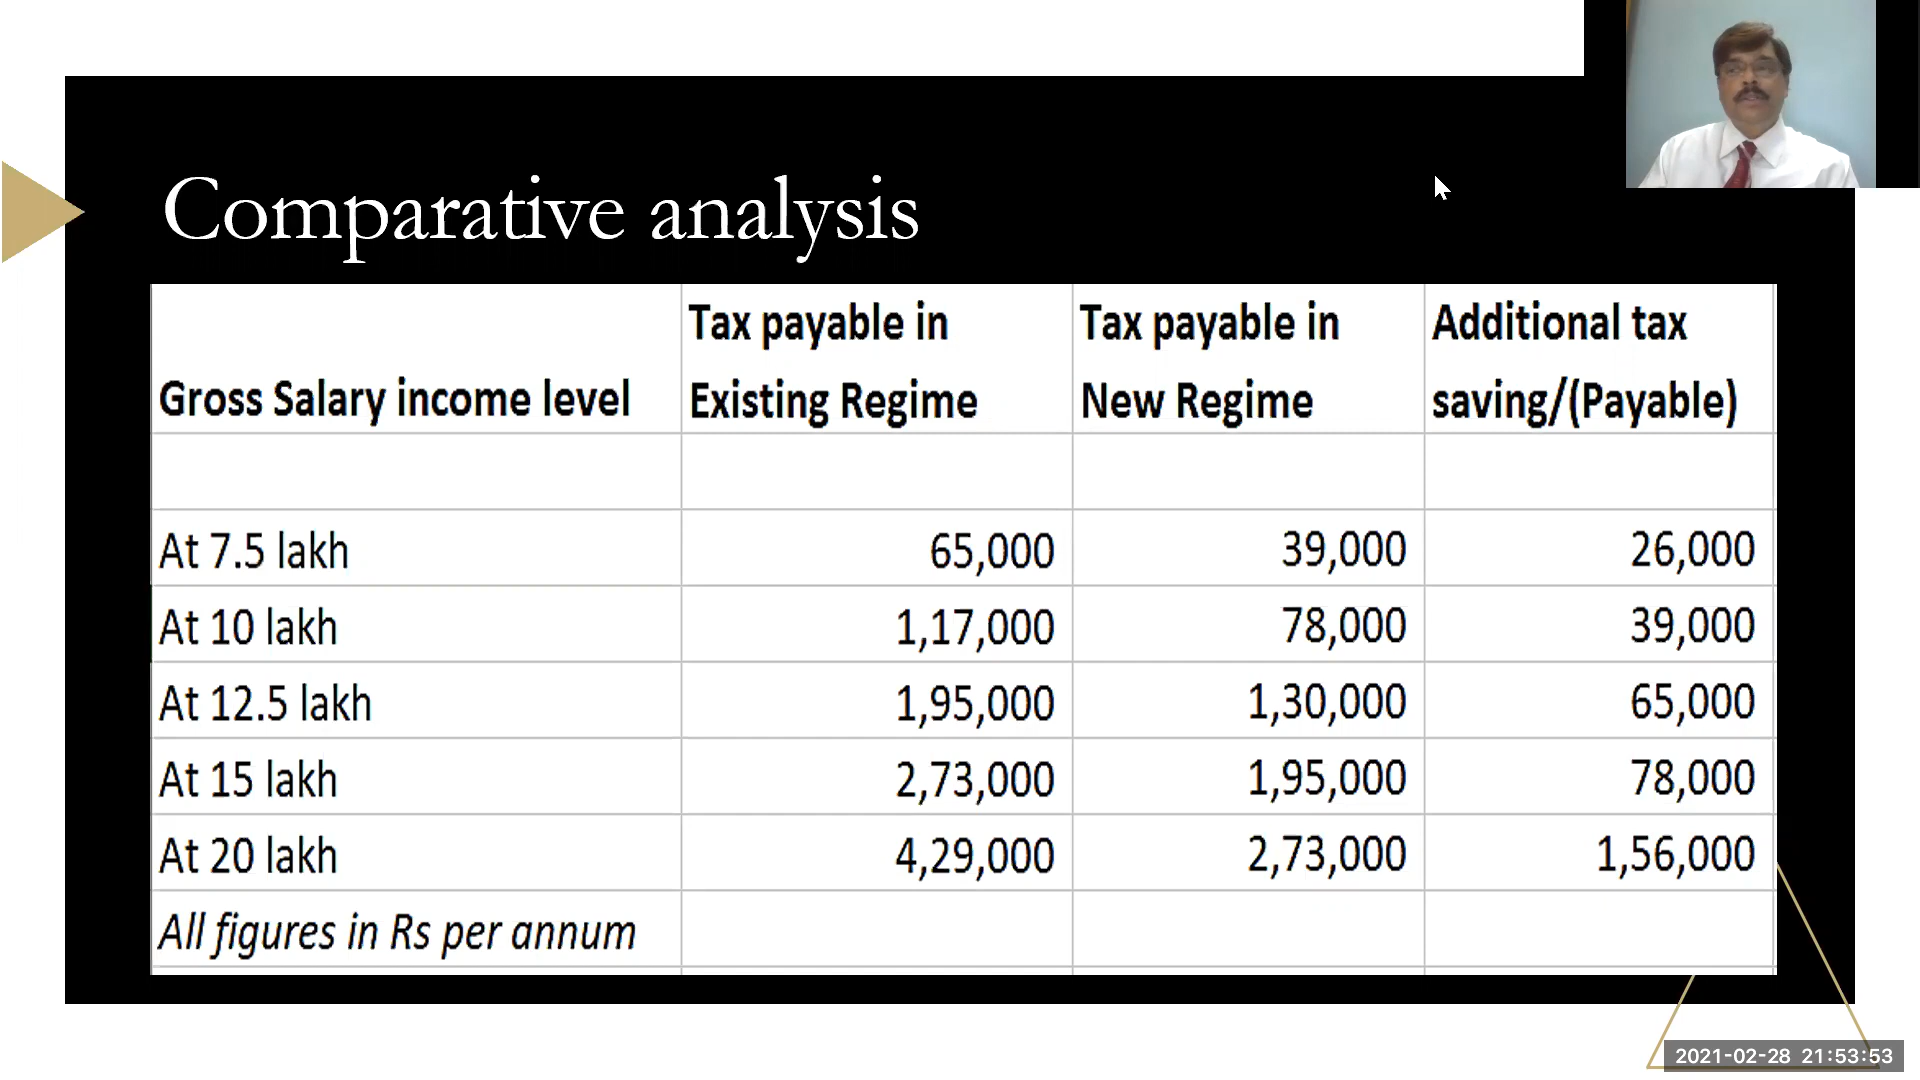 Comparative analysis
Gross Salary income level Tax payable in Existing Regime Tax payable in New Regime Additional tax saving/(Payable)
At 7.5 lakh 65,000 39,000 26,000
At 10 lakh 1,17,000 78,000 39,000
At 12.5 lakh 1,95,000 1,30,000 65,000
At 15 lakh 2,73,000 1,95,000 78,000
At 20 lakh 4,29,000 2,73,000 1,56,000
All figures in Rs per annum
2021-02-28 21:53:53